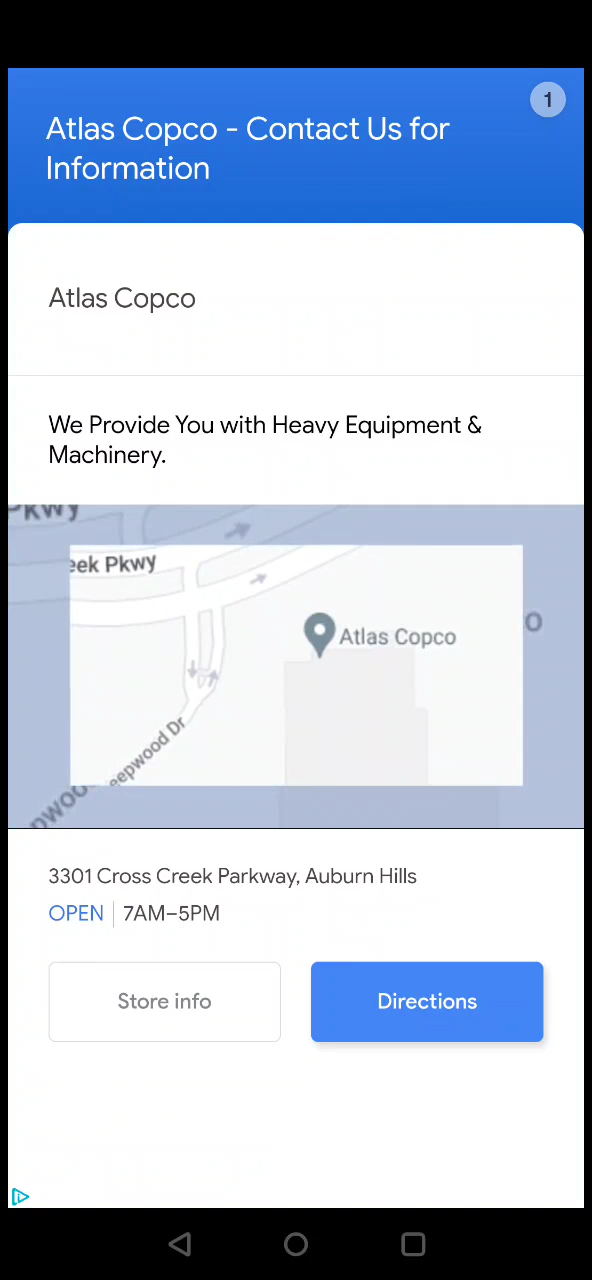 1
Atlas Copco - Contact Us for
Information
Atlas Copco
We Provide You with Heavy Equipment &
Machinery.
Pkwy
eek Pkwy
Atlas Copco
o
eepwood Dr
pwoo
3301 Cross Creek Parkway, Auburn Hills
OPEN | 7AM–5PM
Store info
Directions